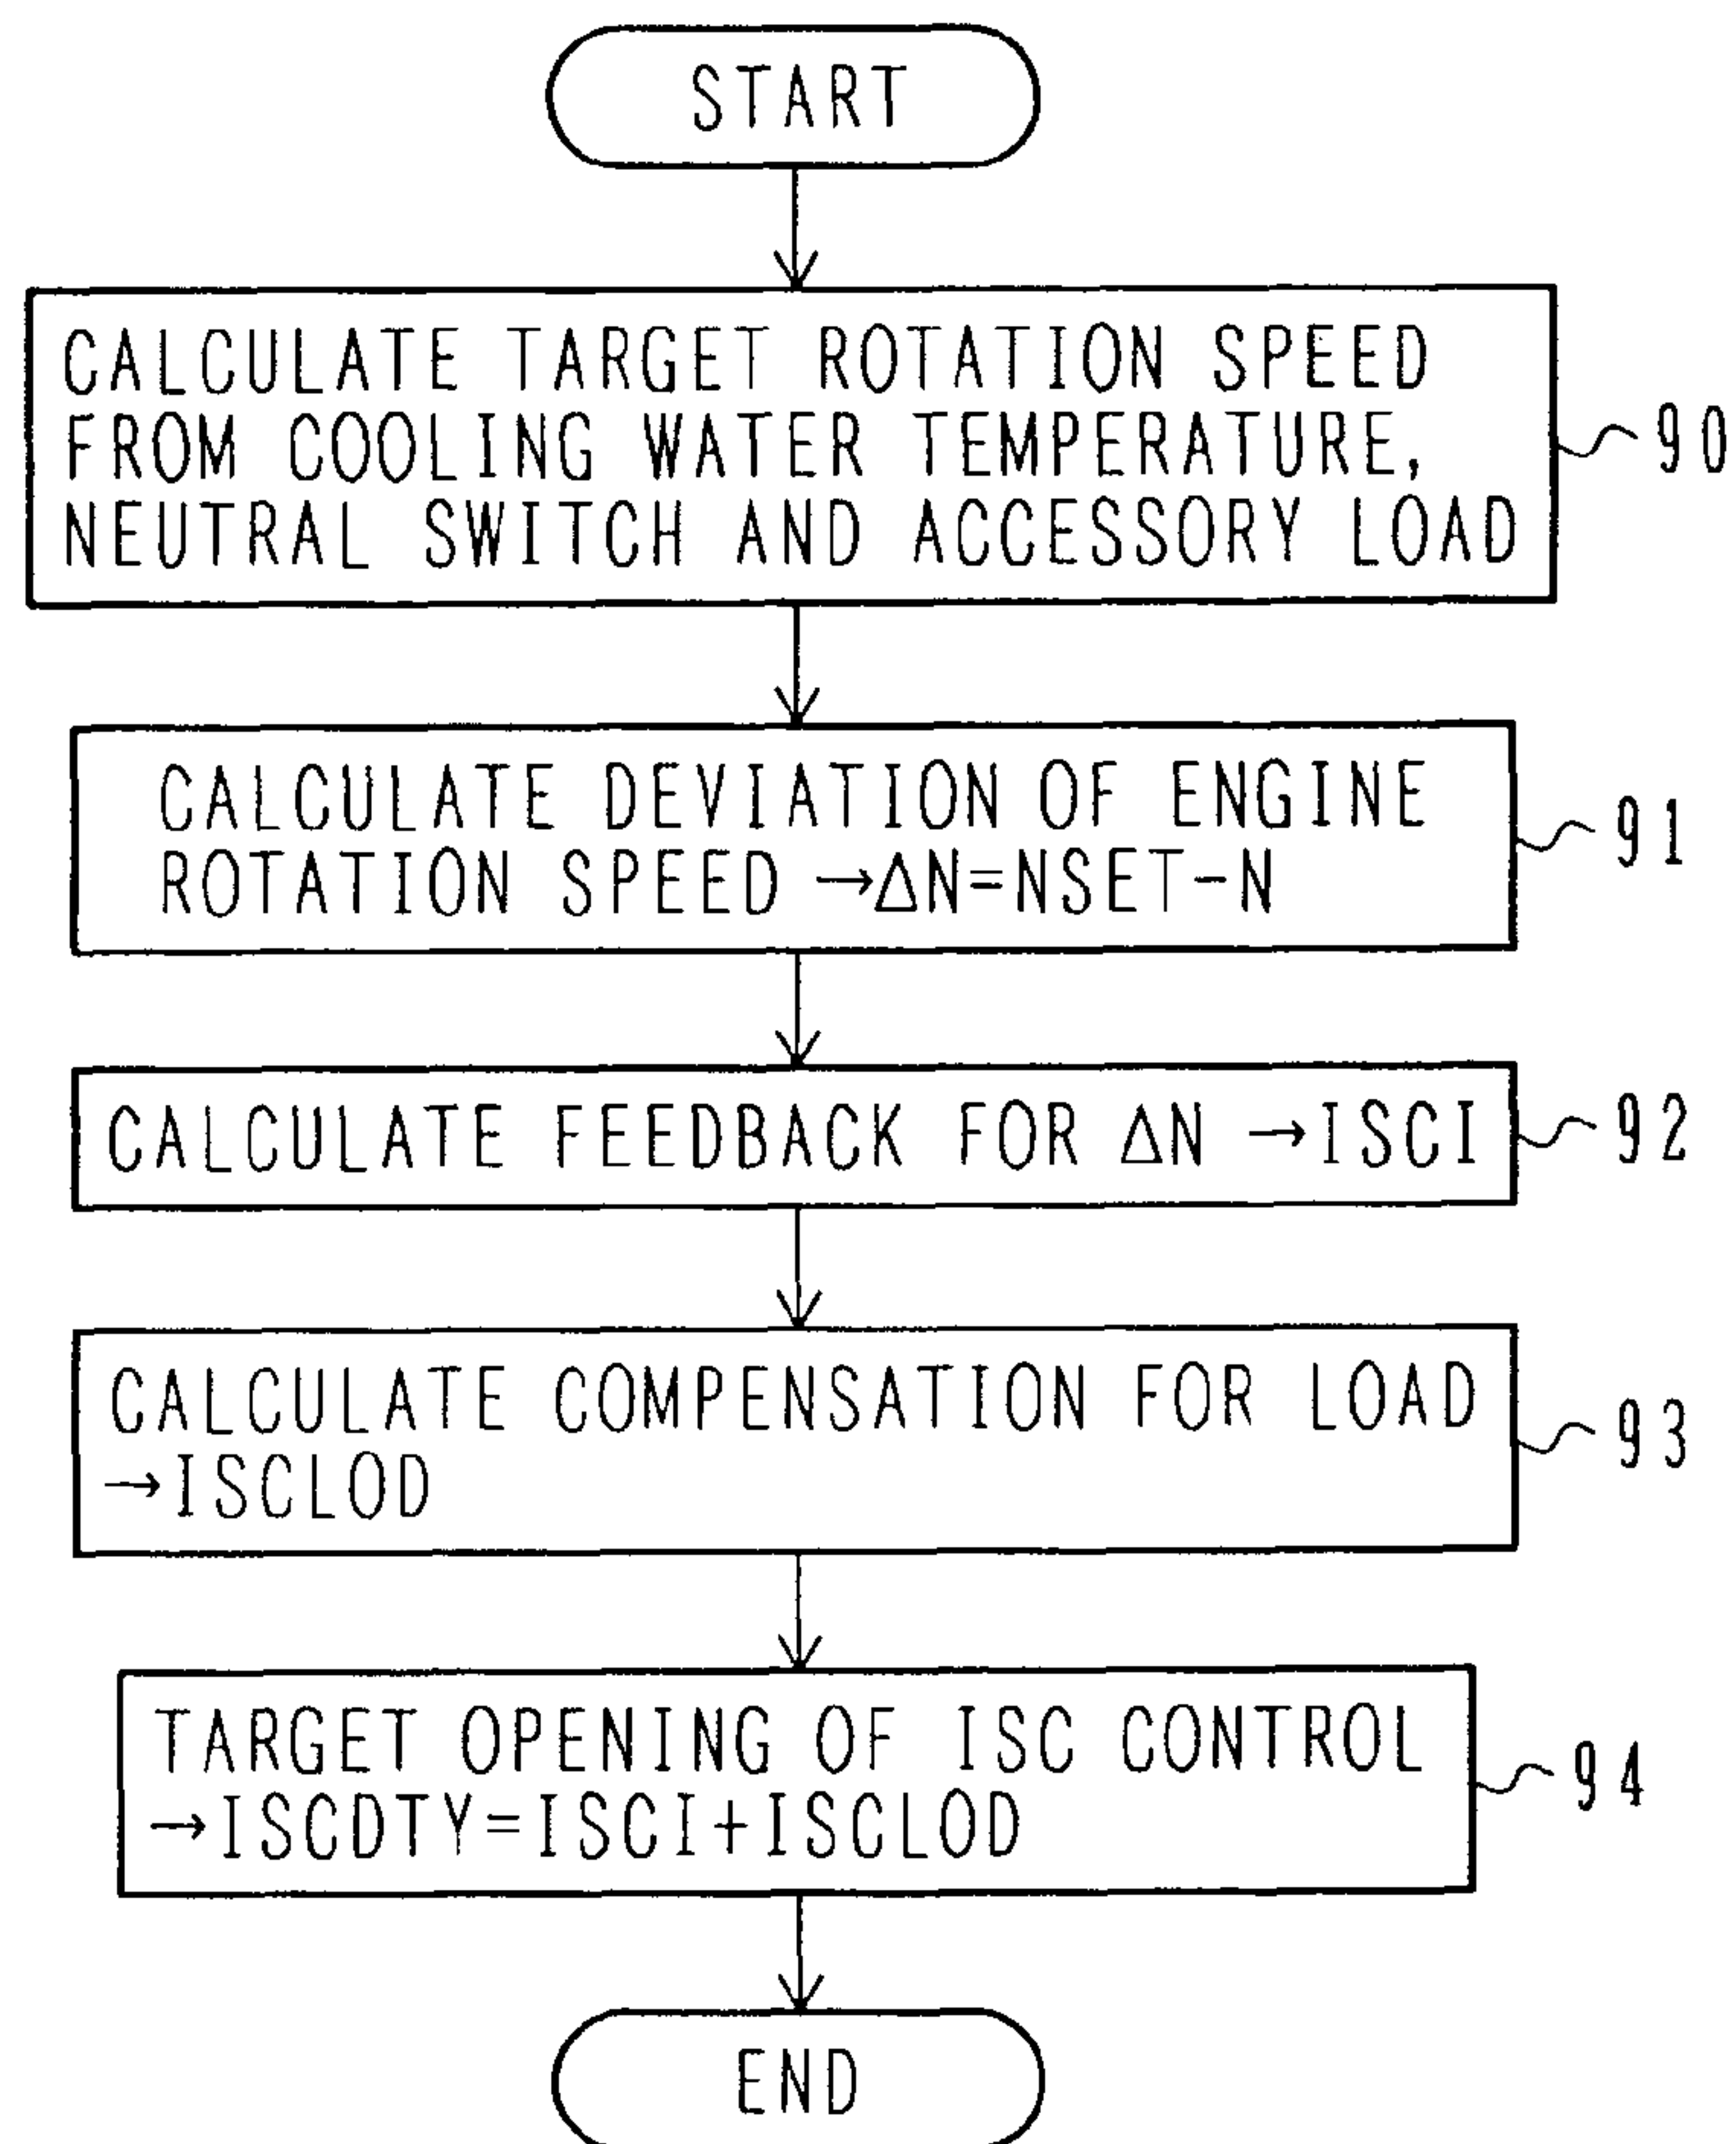 START
CALCULATE TARGET ROTATION SPEED
FROM COOLING WATER TEMPERATURE,
NEUTRAL SWITCH AND ACCESSORY LOAD
90
CALCULATE DEVIATION OF ENGINE
ROTATION SPEED →ΔN=NSET-N
91
CALCULATE FEEDBACK FOR ΔN →ISCI
92
CALCULATE COMPENSATION FOR LOAD
→ISCLOD
93
TARGET OPENING OF ISC CONTROL
→ISCDTY=ISCI+ISCLOD
94
END